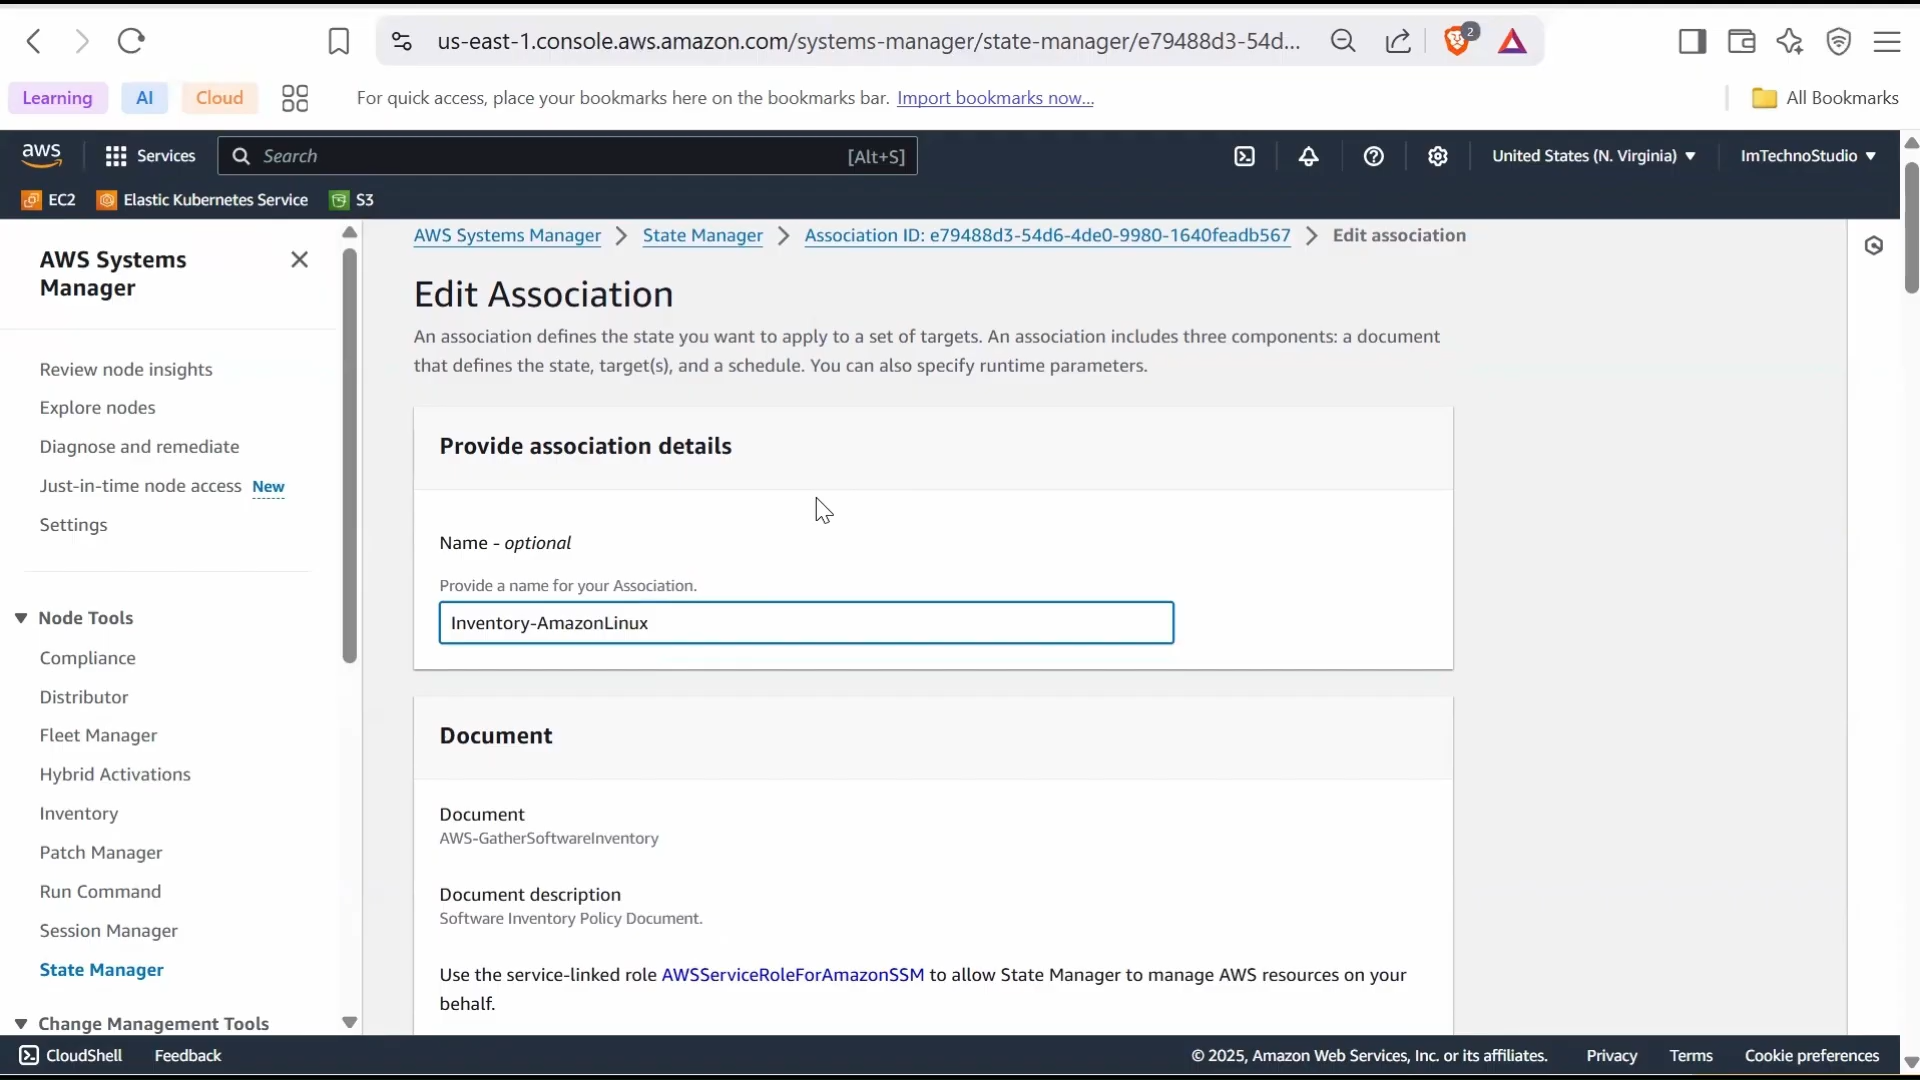 us-east-1.console.aws.amazon.com/systems-manager/state-manager/e79488d3-54d...
2
Learning
AI
Cloud
For quick access, place your bookmarks here on the bookmarks bar. Import bookmarks now...
All Bookmarks
aws
Services
Search
[Alt+S]
United States (N. Virginia)
ImTechnoStudio
EC2
Elastic Kubernetes Service
S3
AWS Systems Manager
Review node insights
Explore nodes
Diagnose and remediate
Just-in-time node access New
Settings
Node Tools
Compliance
Distributor
Fleet Manager
Hybrid Activations
Inventory
Patch Manager
Run Command
Session Manager
State Manager
Change Management Tools
AWS Systems Manager > State Manager > Association ID: e79488d3-54d6-4de0-9980-1640feadb567 > Edit association
Edit Association
An association defines the state you want to apply to a set of targets. An association includes three components: a document
that defines the state, target(s), and a schedule. You can also specify runtime parameters.
Provide association details
Name - optional
Provide a name for your Association.
Inventory-AmazonLinux
Document
Document
AWS-GatherSoftwareInventory
Document description
Software Inventory Policy Document.
Use the service-linked role AWSServiceRoleForAmazonSSM to allow State Manager to manage AWS resources on your
behalf.
CloudShell
Feedback
© 2025, Amazon Web Services, Inc. or its affiliates.
Privacy
Terms
Cookie preferences